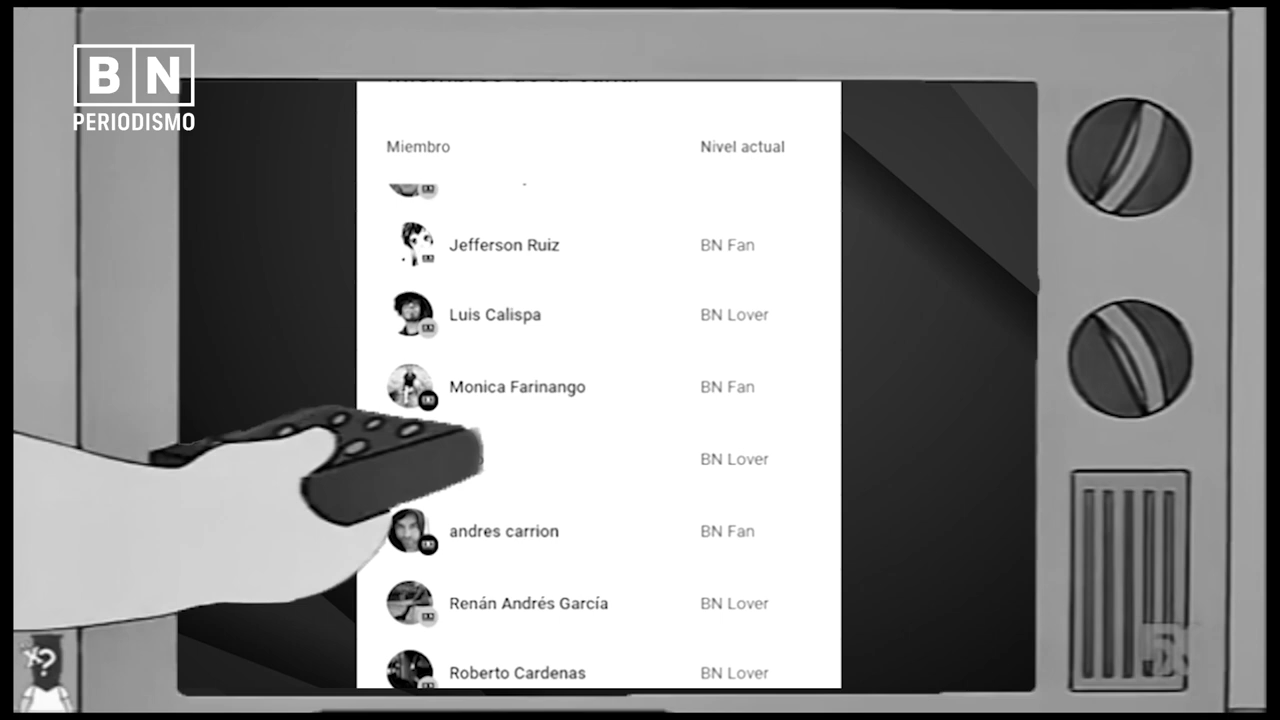 BN
PERIODISMO
Miembro Nivel actual
Jefferson Ruiz BN Fan
Luis Calispa BN Lover
Monica Farinango BN Fan
BN Lover
andres carrion BN Fan
Renán Andrés García BN Lover
Roberto Cardenas BN Lover
X?